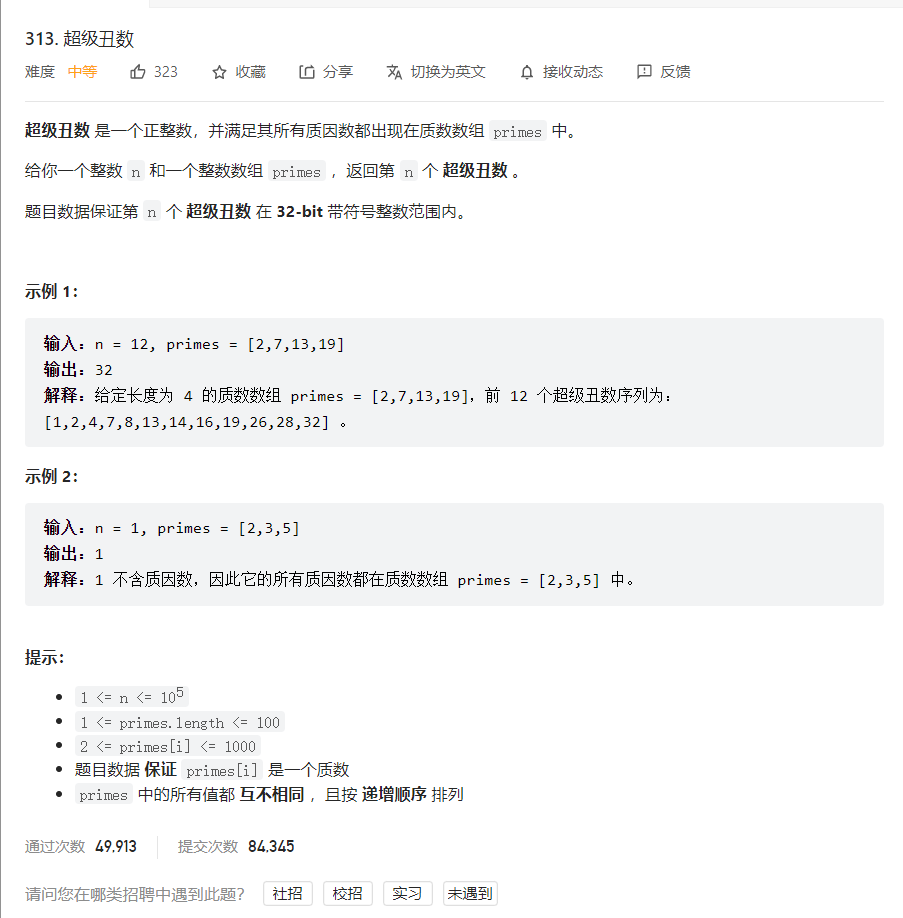 313. 超级丑数
难度 中等 323 收藏 分享 切换为英文 接收动态 反馈
超级丑数 是一个正整数，并满足其所有质因数都出现在质数数组 primes 中。
给你一个整数 n 和一个整数数组 primes ，返回第 n 个 超级丑数 。
题目数据保证第 n 个 超级丑数 在 32-bit 带符号整数范围内。
示例 1：
输入：n = 12, primes = [2,7,13,19]
输出：32
解释：给定长度为 4 的质数数组 primes = [2,7,13,19]，前 12 个超级丑数序列为：
[1,2,4,7,8,13,14,16,19,26,28,32] 。
示例 2：
输入：n = 1, primes = [2,3,5]
输出：1
解释：1 不含质因数，因此它的所有质因数都在质数数组 primes = [2,3,5] 中。
提示：
1 <= n <= 10⁵
1 <= primes.length <= 100
2 <= primes[i] <= 1000
题目数据 保证 primes[i] 是一个质数
primes 中的所有值都 互不相同 ，且按 递增顺序 排列
通过次数 49,913 提交次数 84,345
请问您在哪类招聘中遇到此题？ 社招 校招 实习 未遇到